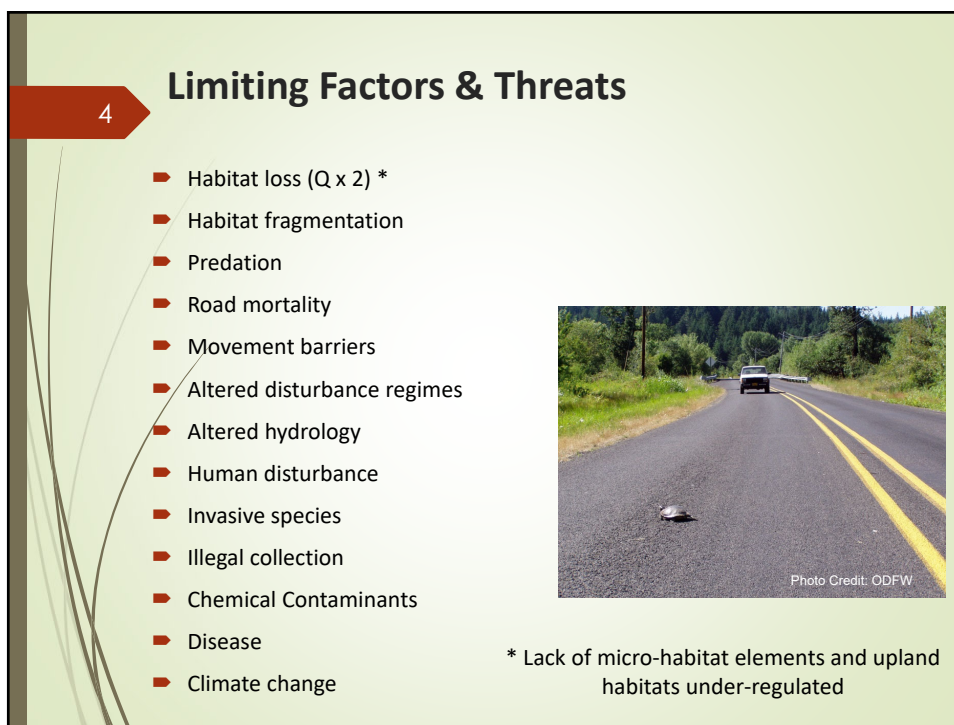 Limiting Factors & Threats
4
Habitat loss (Q x 2) *
Habitat fragmentation
Predation
Road mortality
Movement barriers
Altered disturbance regimes
Altered hydrology
Human disturbance
Invasive species
Illegal collection
Chemical Contaminants
Disease
Climate change
Photo Credit: ODFW
* Lack of micro-habitat elements and upland
habitats under-regulated